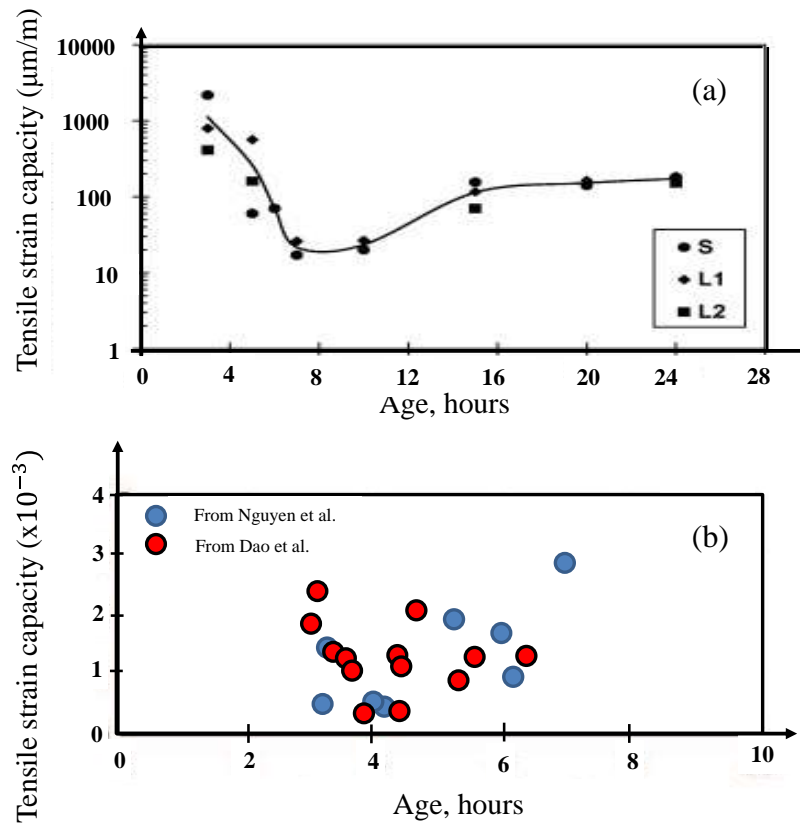 Tensile strain capacity (μm/m)
10000
1000
100
10
1
(a)
S
L1
L2
0 4 8 12 16 20 24 28
Age, hours
Tensile strain capacity (x10⁻³)
4
3
2
1
0
(b)
From Nguyen et al.
From Dao et al.
0 2 4 6 8 10
Age, hours